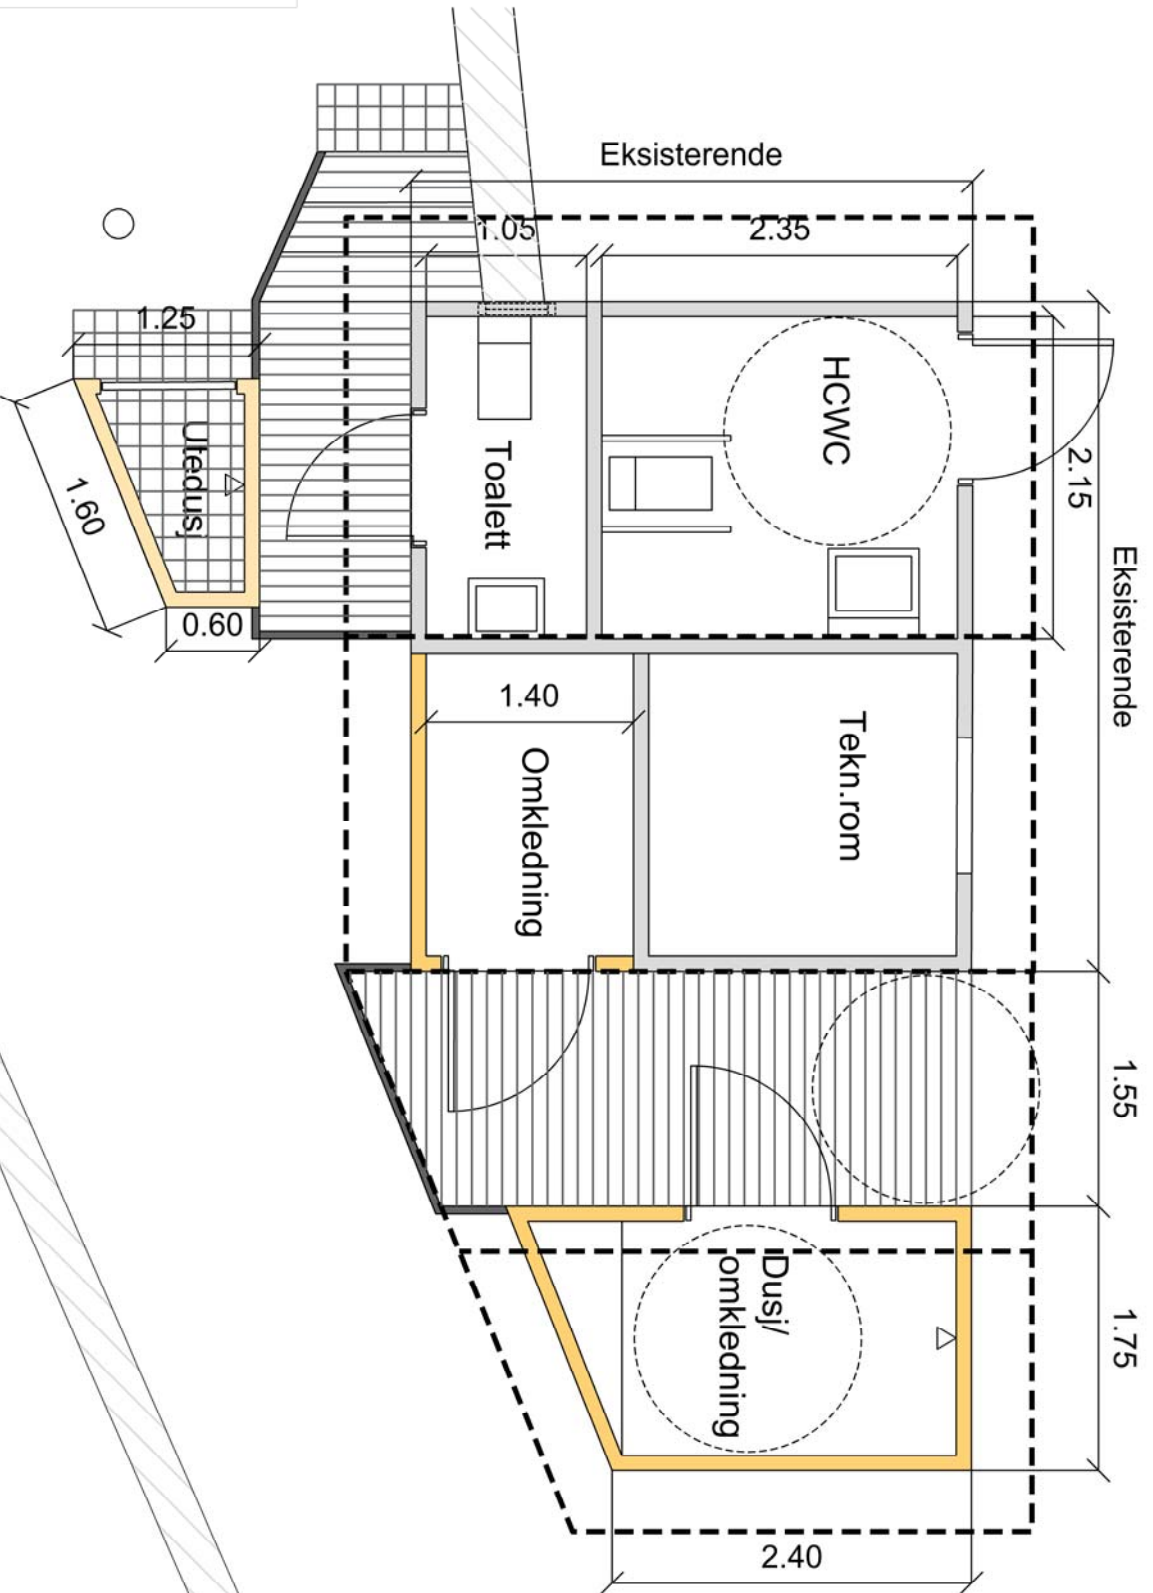 Eksisterende
1.05
2.35
1.25
HCWC
2.15
Utedusj
Toalett
1.60
0.60
Eksisterende
1.40
Omkledning
Tekn.rom
1.55
Dusj/
omkledning
1.75
2.40